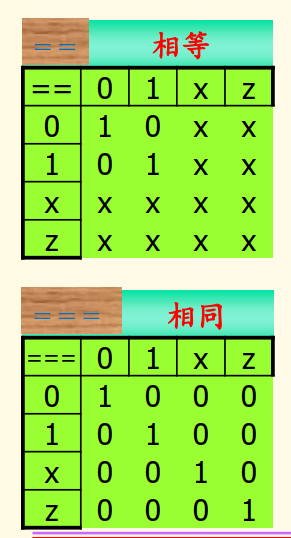 == 相等
== 0 1 x z
0 1 0 x x
1 0 1 x x
x x x x x
z x x x x
=== 相同
=== 0 1 x z
0 1 0 0 0
1 0 1 0 0
x 0 0 1 0
z 0 0 0 1